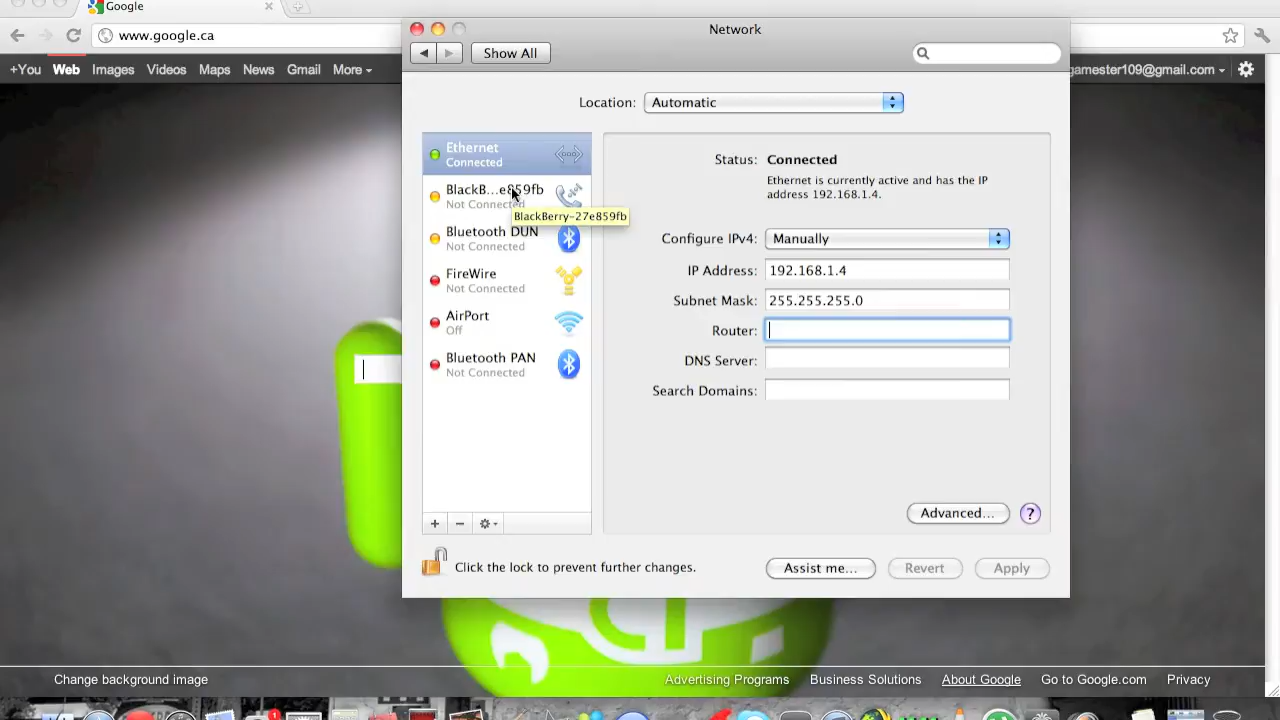 Google
www.google.ca
+You Web Images Videos Maps News Gmail More
gamester109@gmail.com
Network
Show All
Location: Automatic
Ethernet
Connected
BlackB...e859fb
Not Connected
BlackBerry-27e859fb
Bluetooth DUN
Not Connected
FireWire
Not Connected
AirPort
Off
Bluetooth PAN
Not Connected
Status: Connected
Ethernet is currently active and has the IP
address 192.168.1.4.
Configure IPv4: Manually
IP Address: 192.168.1.4
Subnet Mask: 255.255.255.0
Router:
DNS Server:
Search Domains:
Advanced... ?
Click the lock to prevent further changes.
Assist me... Revert Apply
Change background image
Advertising Programs Business Solutions About Google Go to Google.com Privacy